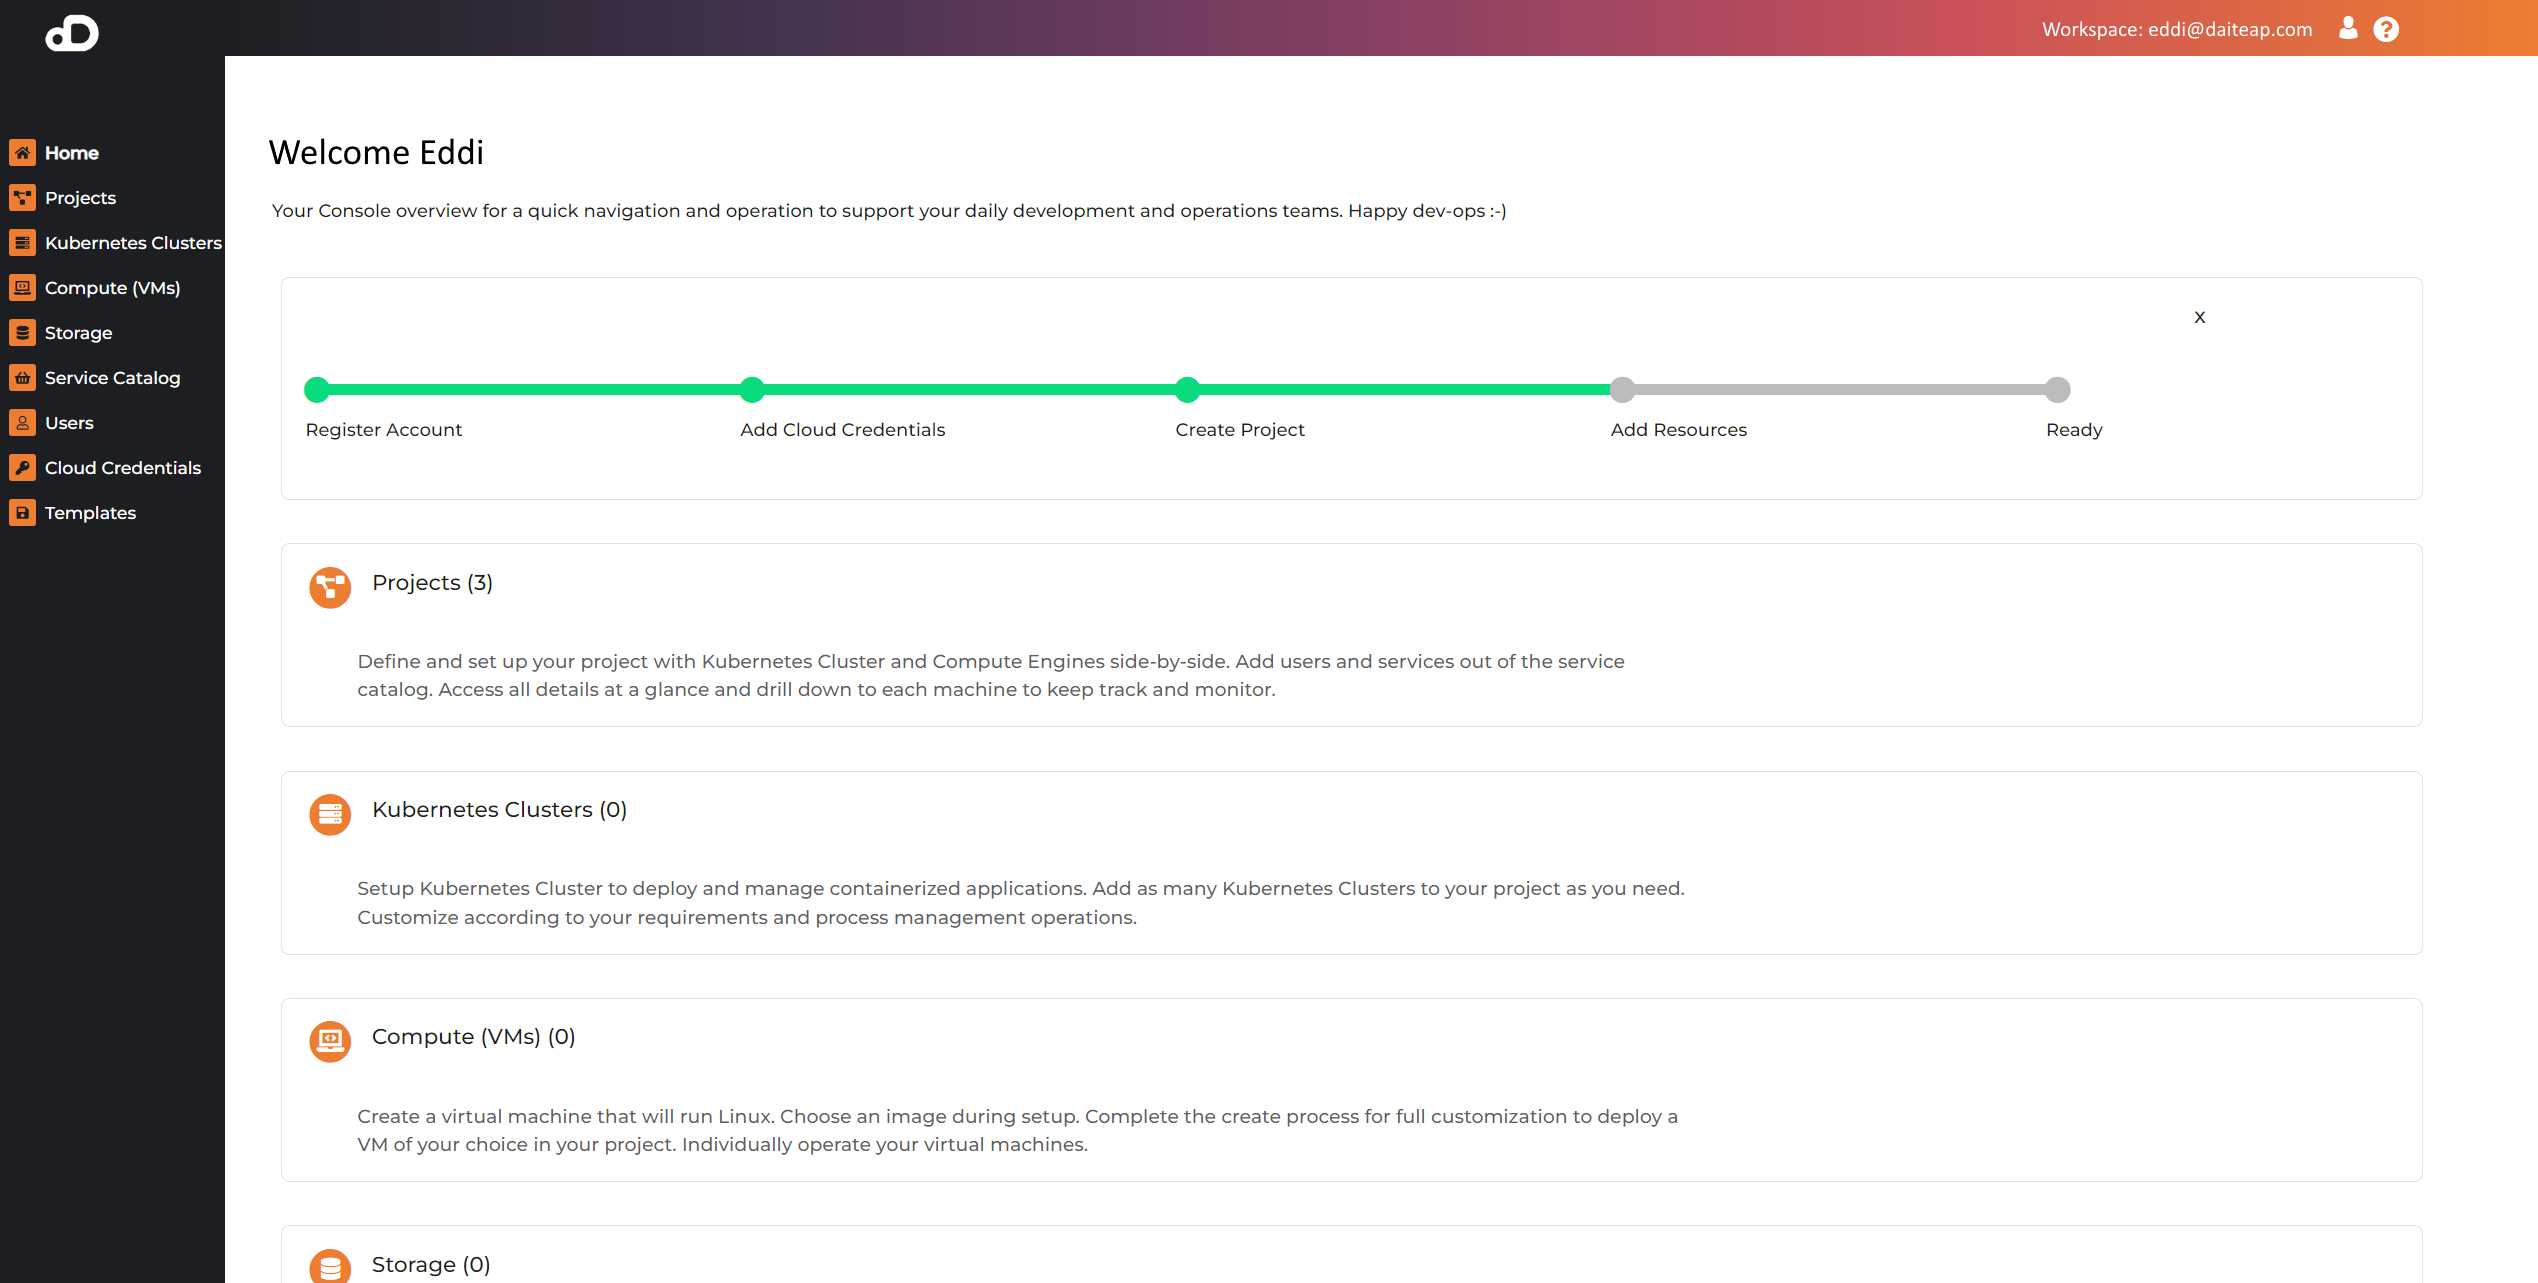 Workspace: eddi@daiteap.com
Home
Projects
Kubernetes Clusters
Compute (VMs)
Storage
Service Catalog
Users
Cloud Credentials
Templates
Welcome Eddi
Your Console overview for a quick navigation and operation to support your daily development and operations teams. Happy dev-ops :-)
x
Register Account
Add Cloud Credentials
Create Project
Add Resources
Ready
Projects (3)
Define and set up your project with Kubernetes Cluster and Compute Engines side-by-side. Add users and services out of the service
catalog. Access all details at a glance and drill down to each machine to keep track and monitor.
Kubernetes Clusters (0)
Setup Kubernetes Cluster to deploy and manage containerized applications. Add as many Kubernetes Clusters to your project as you need.
Customize according to your requirements and process management operations.
Compute (VMs) (0)
Create a virtual machine that will run Linux. Choose an image during setup. Complete the create process for full customization to deploy a
VM of your choice in your project. Individually operate your virtual machines.
Storage (0)